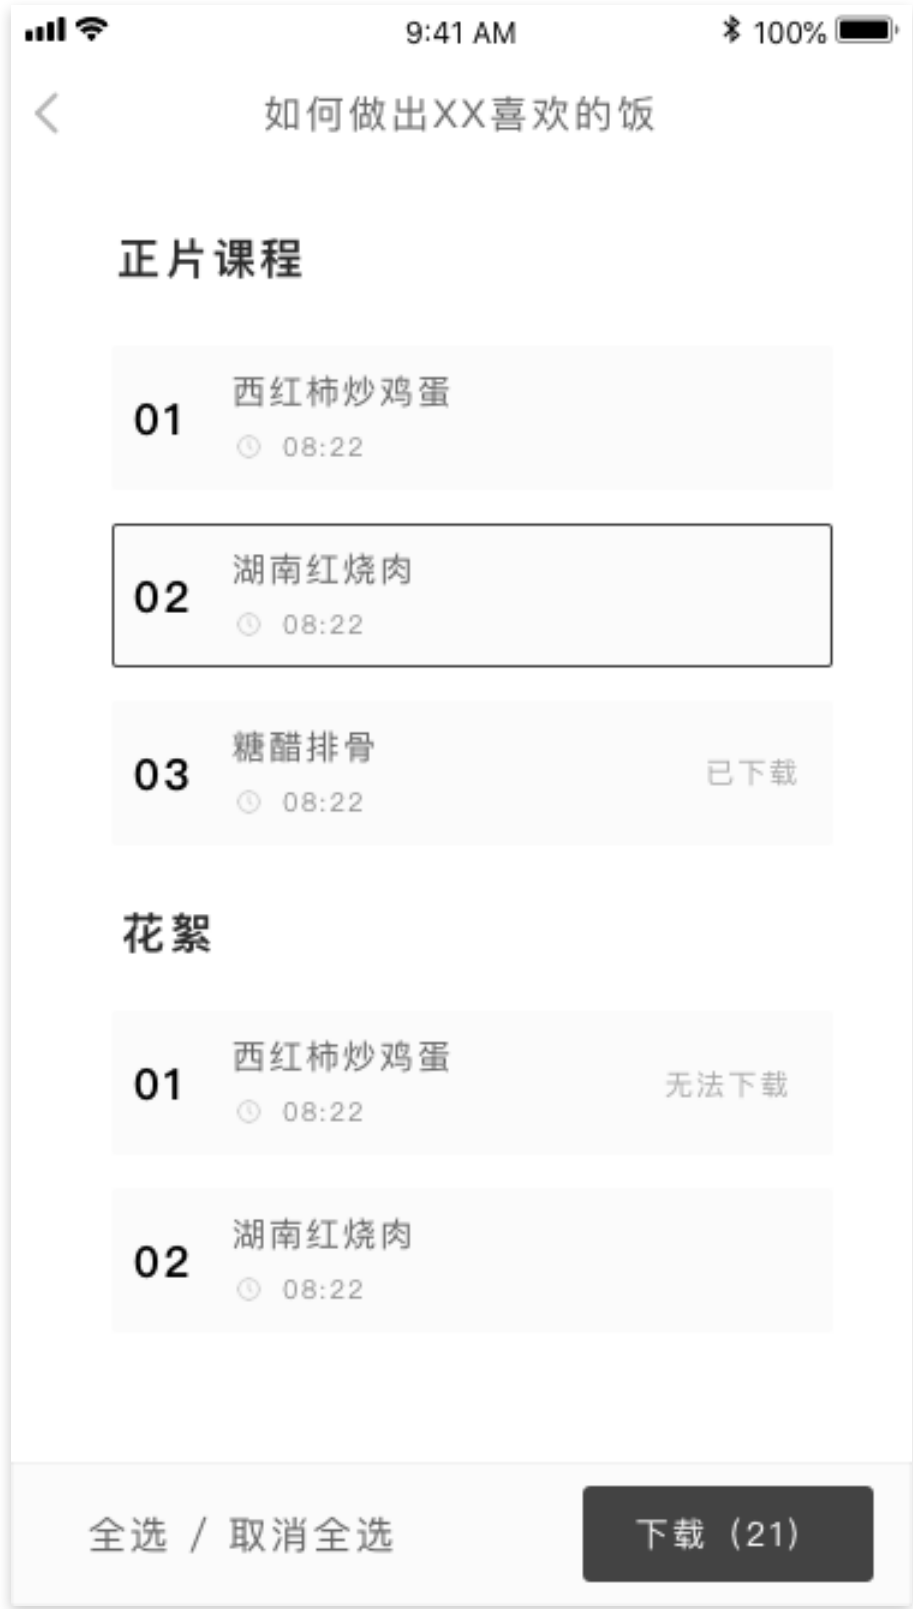 9:41 AM 100%
如何做出XX喜欢的饭
正片课程
01 西红柿炒鸡蛋
08:22
02 湖南红烧肉
08:22
03 糖醋排骨
08:22
已下载
花絮
01 西红柿炒鸡蛋
08:22
无法下载
02 湖南红烧肉
08:22
全选 / 取消全选
下载（21）